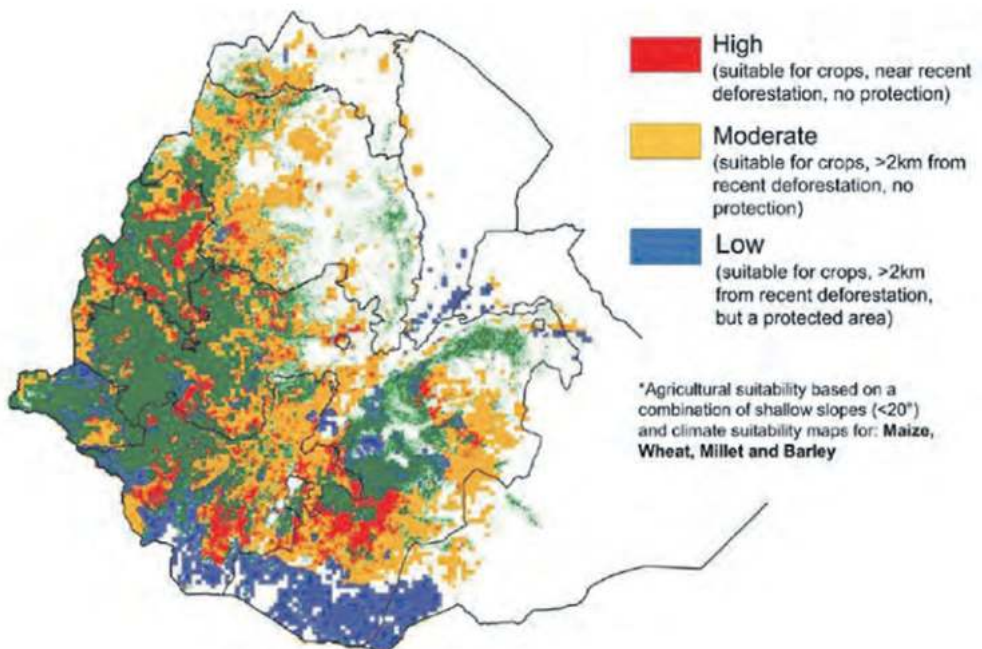 High
(suitable for crops, near recent
deforestation, no protection)
Moderate
(suitable for crops, >2km from
recent deforestation, no
protection)
Low
(suitable for crops, >2km
from recent deforestation,
but a protected area)
*Agricultural suitability based on a
combination of shallow slopes (<20°)
and climate suitability maps for: Maize,
Wheat, Millet and Barley